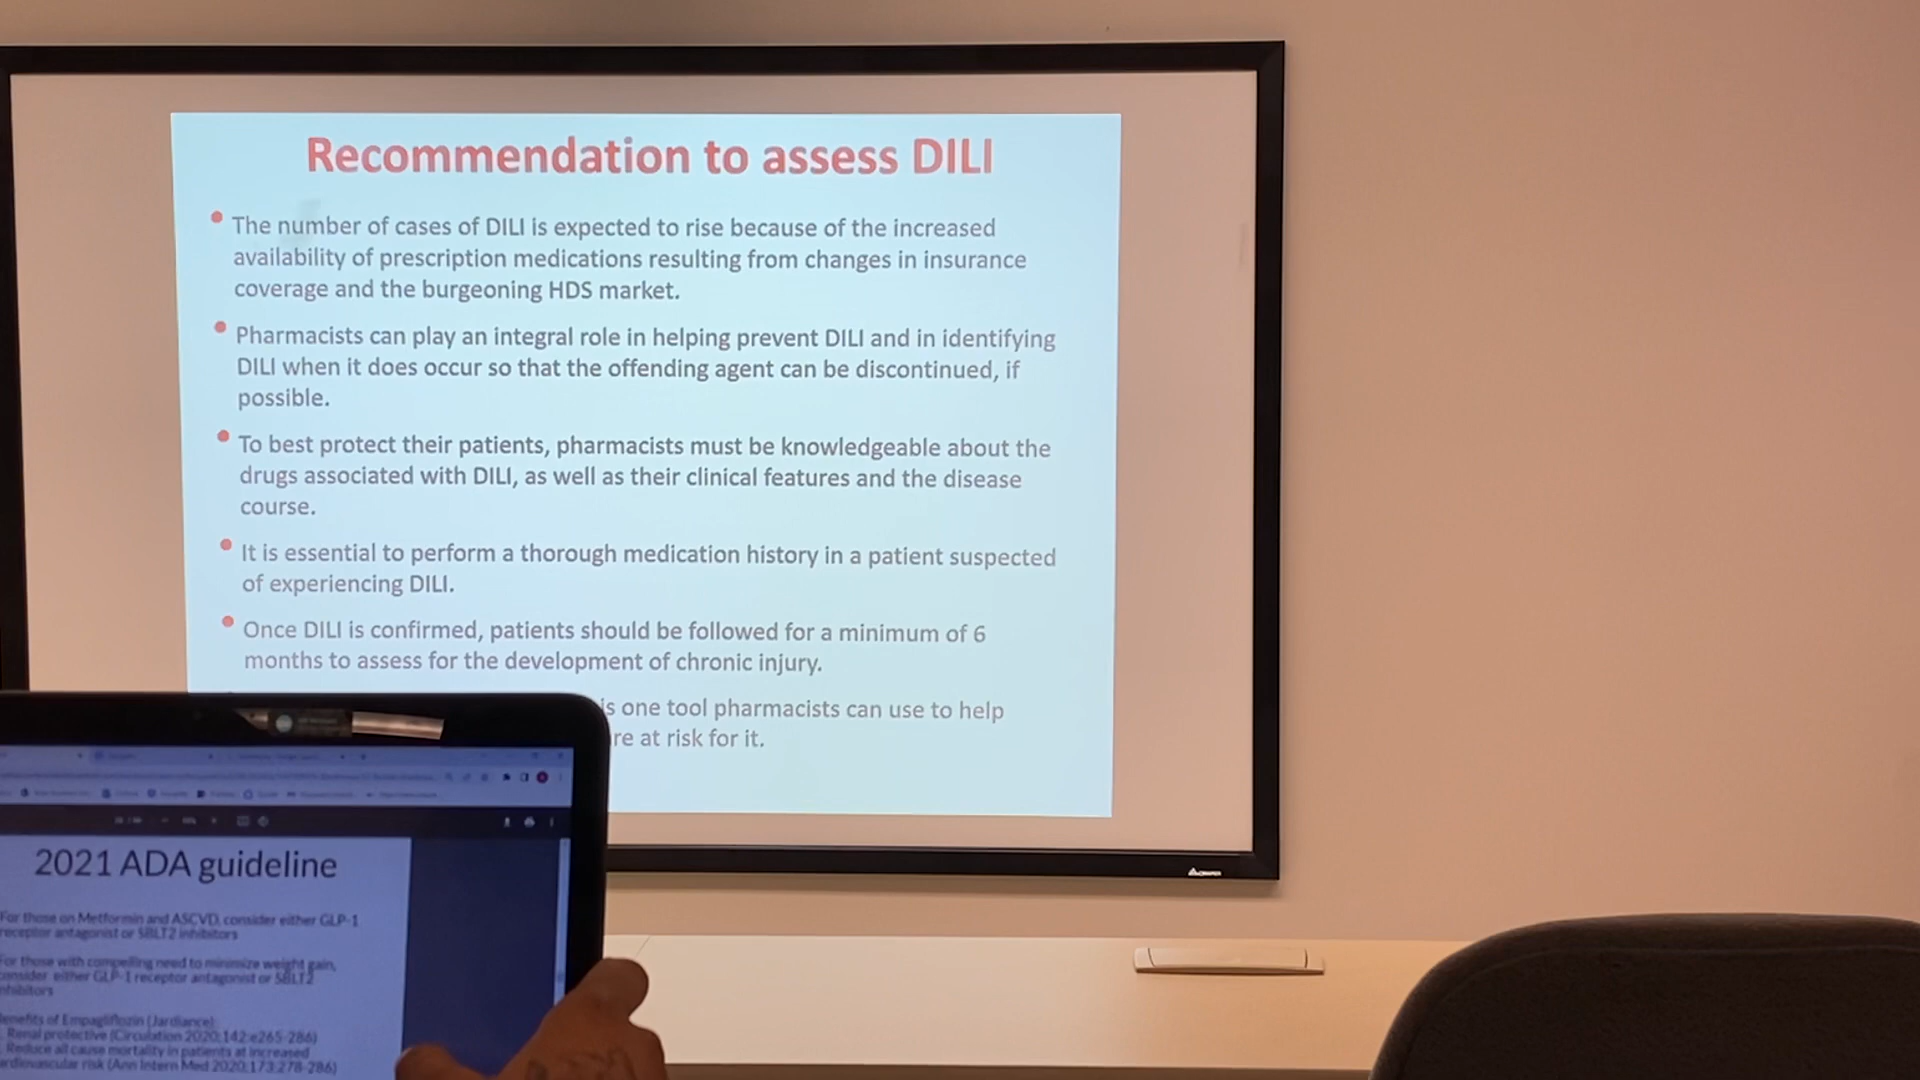 Recommendation to assess DILI
The number of cases of DILI is expected to rise because of the increased
availability of prescription medications resulting from changes in insurance
coverage and the burgeoning HDS market.
Pharmacists can play an integral role in helping prevent DILI and in identifying
DILI when it does occur so that the offending agent can be discontinued, if
possible.
To best protect their patients, pharmacists must be knowledgeable about the
drugs associated with DILI, as well as their clinical features and the disease
course.
It is essential to perform a thorough medication history in a patient suspected
of experiencing DILI.
Once DILI is confirmed, patients should be followed for a minimum of 6
months to assess for the development of chronic injury.
is one tool pharmacists can use to help
re at risk for it.
2021 ADA guideline
For those on Metformin and ASCVD, consider either GLP-1
receptor antagonist or SBLT2 inhibitors
For those with compelling need to minimize weight gain,
consider either GLP-1 receptor antagonist or SBLT2
nhibitors
enefits of Empagliflozin (Jardiance)
Renal protective (Circulation 2020;142:e265-286)
Reduce all cause mortality in patients at increased
ardiovascular risk (Ann Intern Med 2020;173:278-286)